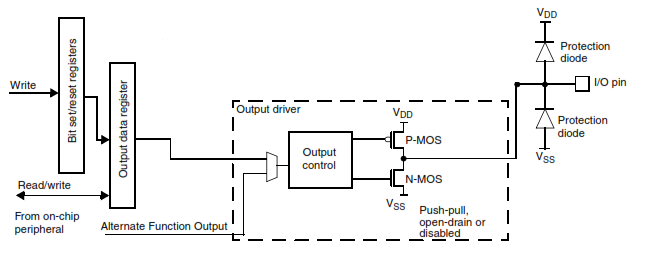 VDD
Protection
diode
I/O pin
Protection
diode
VSS
Write
Bit set/reset registers
Output data register
Read/write
From on-chip
peripheral
Alternate Function Output
Output driver
Output
control
VDD
P-MOS
N-MOS
VSS
Push-pull,
open-drain or
disabled